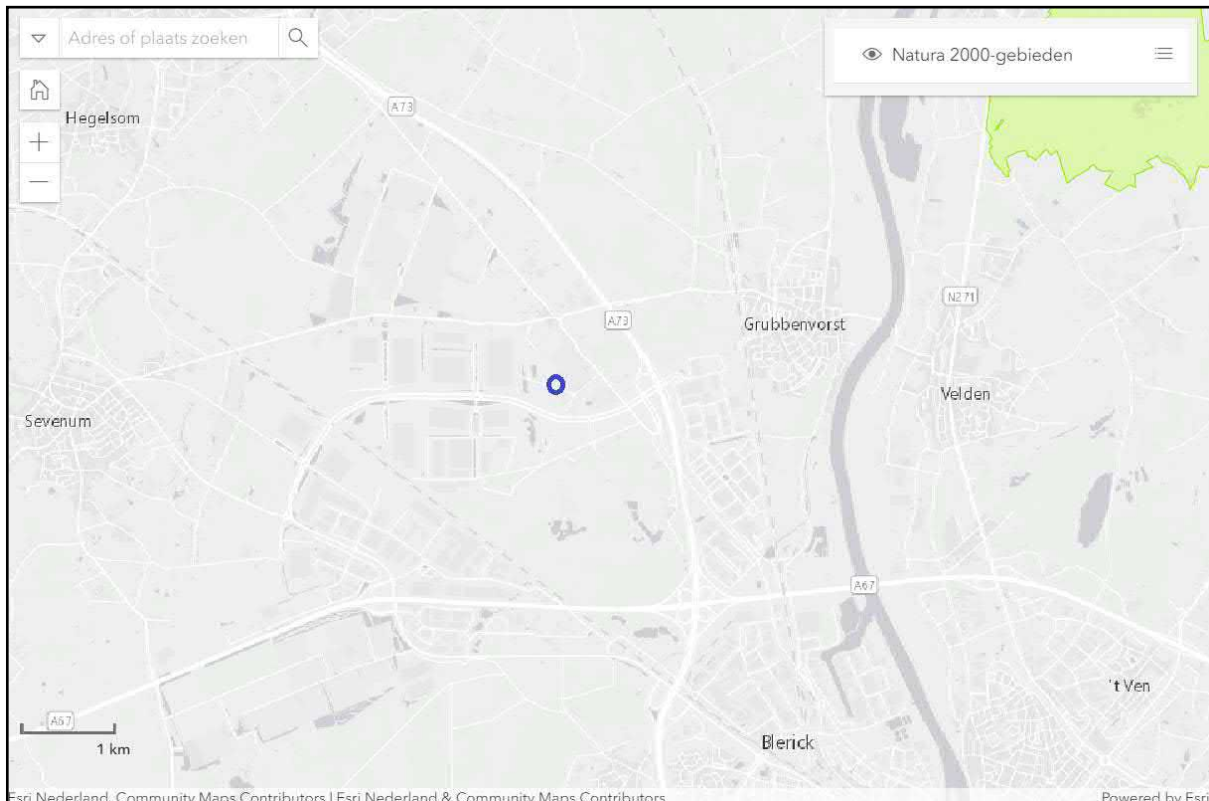 Adres of plaats zoeken
Natura 2000-gebieden
A73
Hegelsom
N271
A73
Grubbenvorst
Velden
Sevenum
A67
't Ven
A67
1 km
Blerick
Esri Nederland, Community Maps Contributors | Esri Nederland & Community Maps Contributors
Powered by Esri